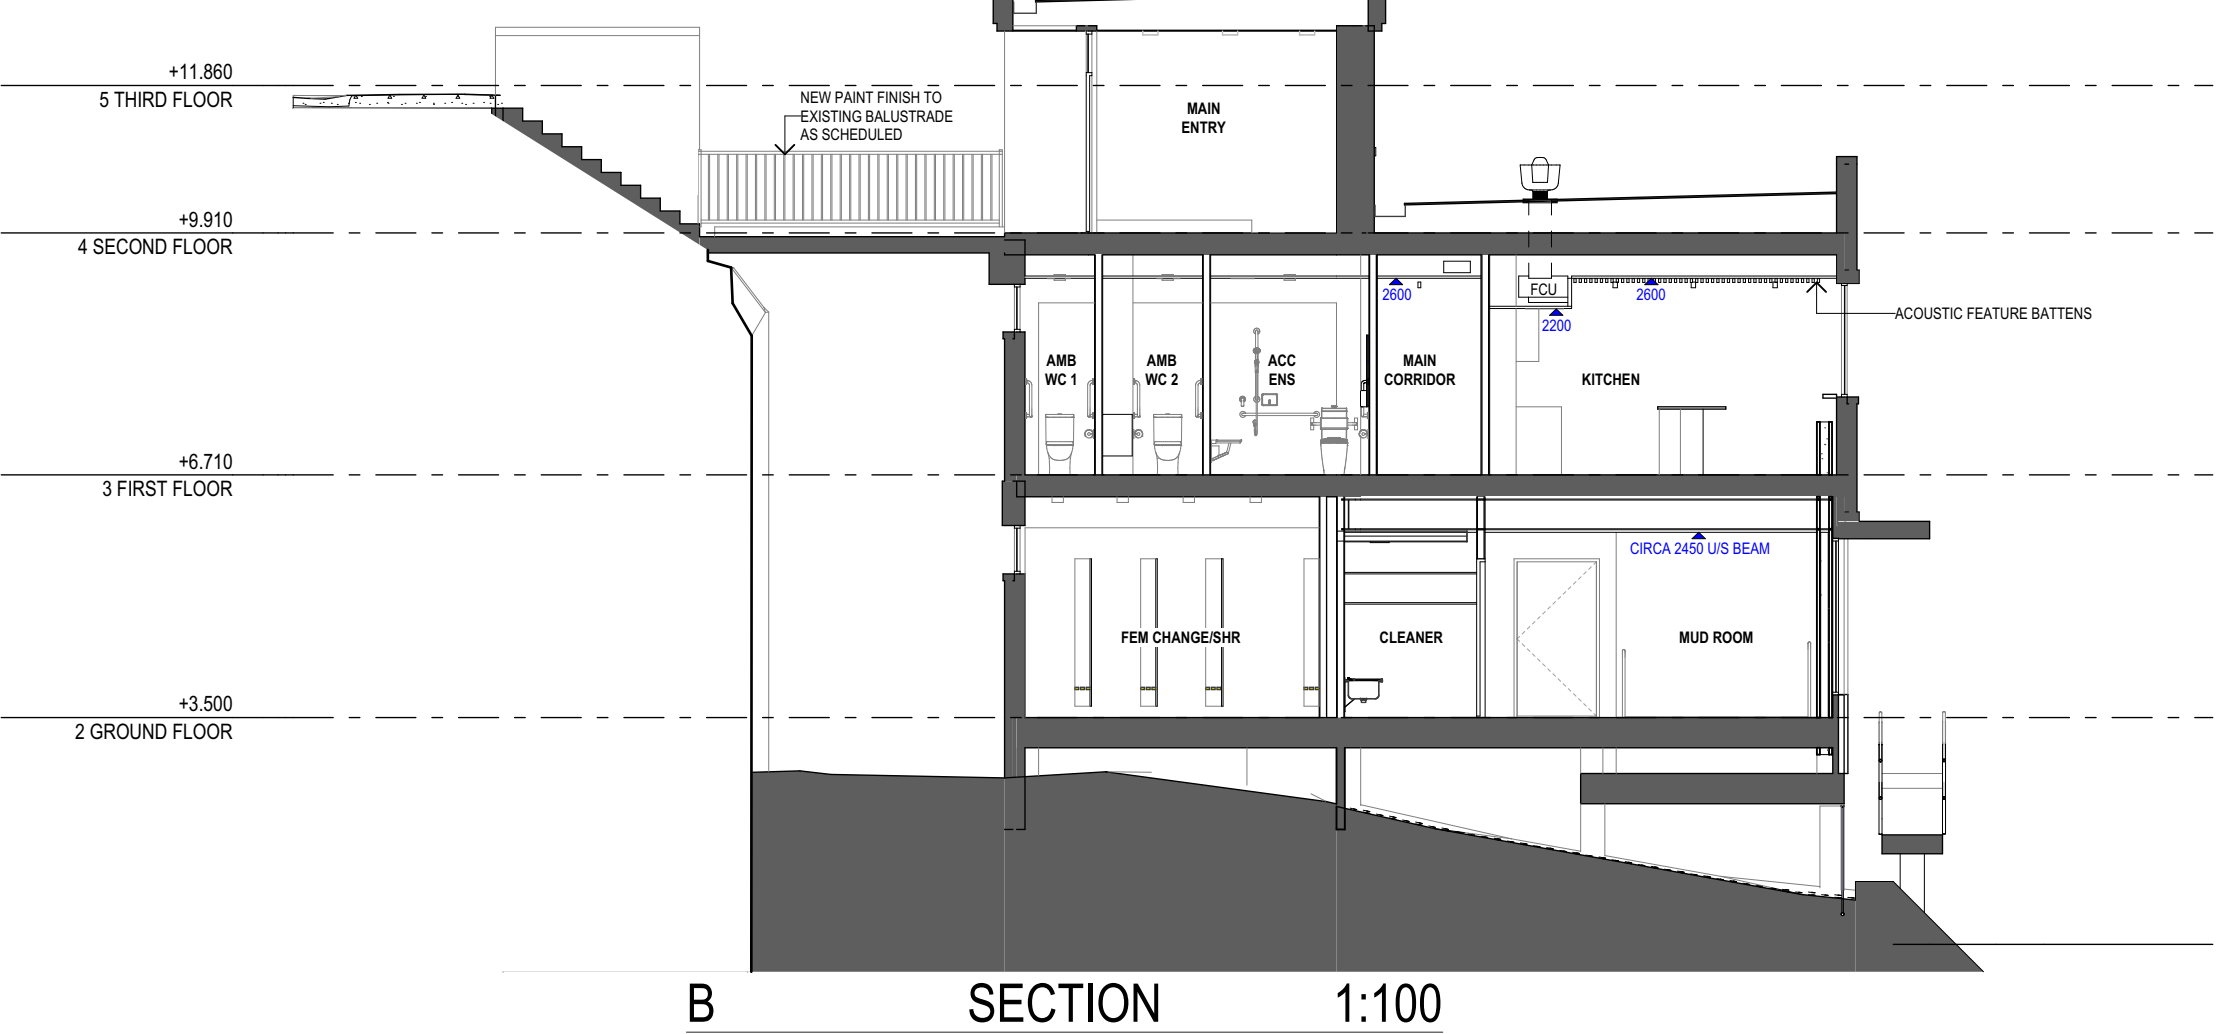 +11.860
5 THIRD FLOOR
NEW PAINT FINISH TO
EXISTING BALUSTRADE
AS SCHEDULED
MAIN
ENTRY
+9.910
4 SECOND FLOOR
2600
FCU
2600
2200
ACOUSTIC FEATURE BATTENS
AMB
WC 1
AMB
WC 2
ACC
ENS
MAIN
CORRIDOR
KITCHEN
+6.710
3 FIRST FLOOR
CIRCA 2450 U/S BEAM
FEM CHANGE/SHR
CLEANER
MUD ROOM
+3.500
2 GROUND FLOOR
B SECTION 1:100